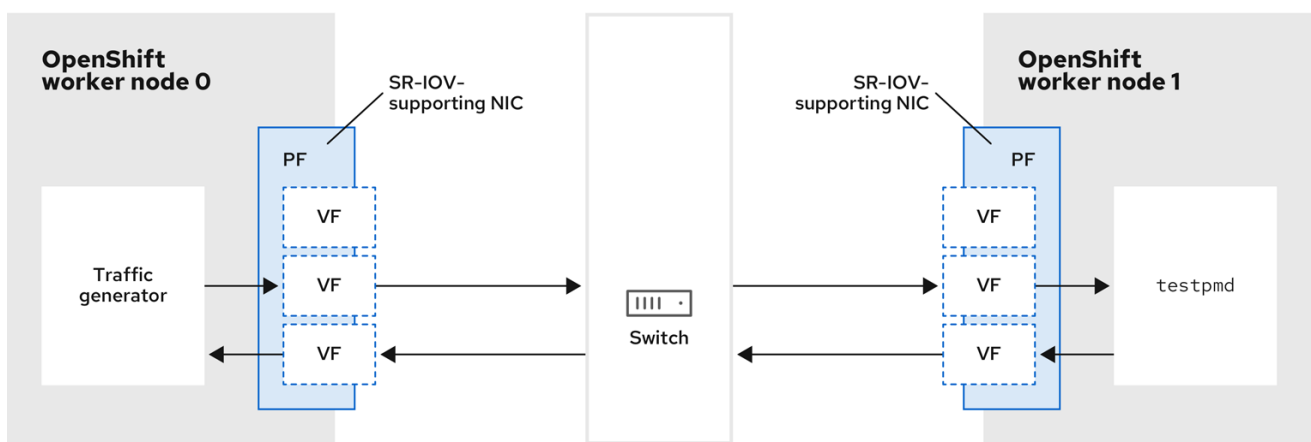 OpenShift
worker node 0
SR-IOV-
supporting NIC
PF
VF
VF
VF
Traffic
generator
Switch
SR-IOV-
supporting NIC
OpenShift
worker node 1
PF
VF
VF
VF
testpmd